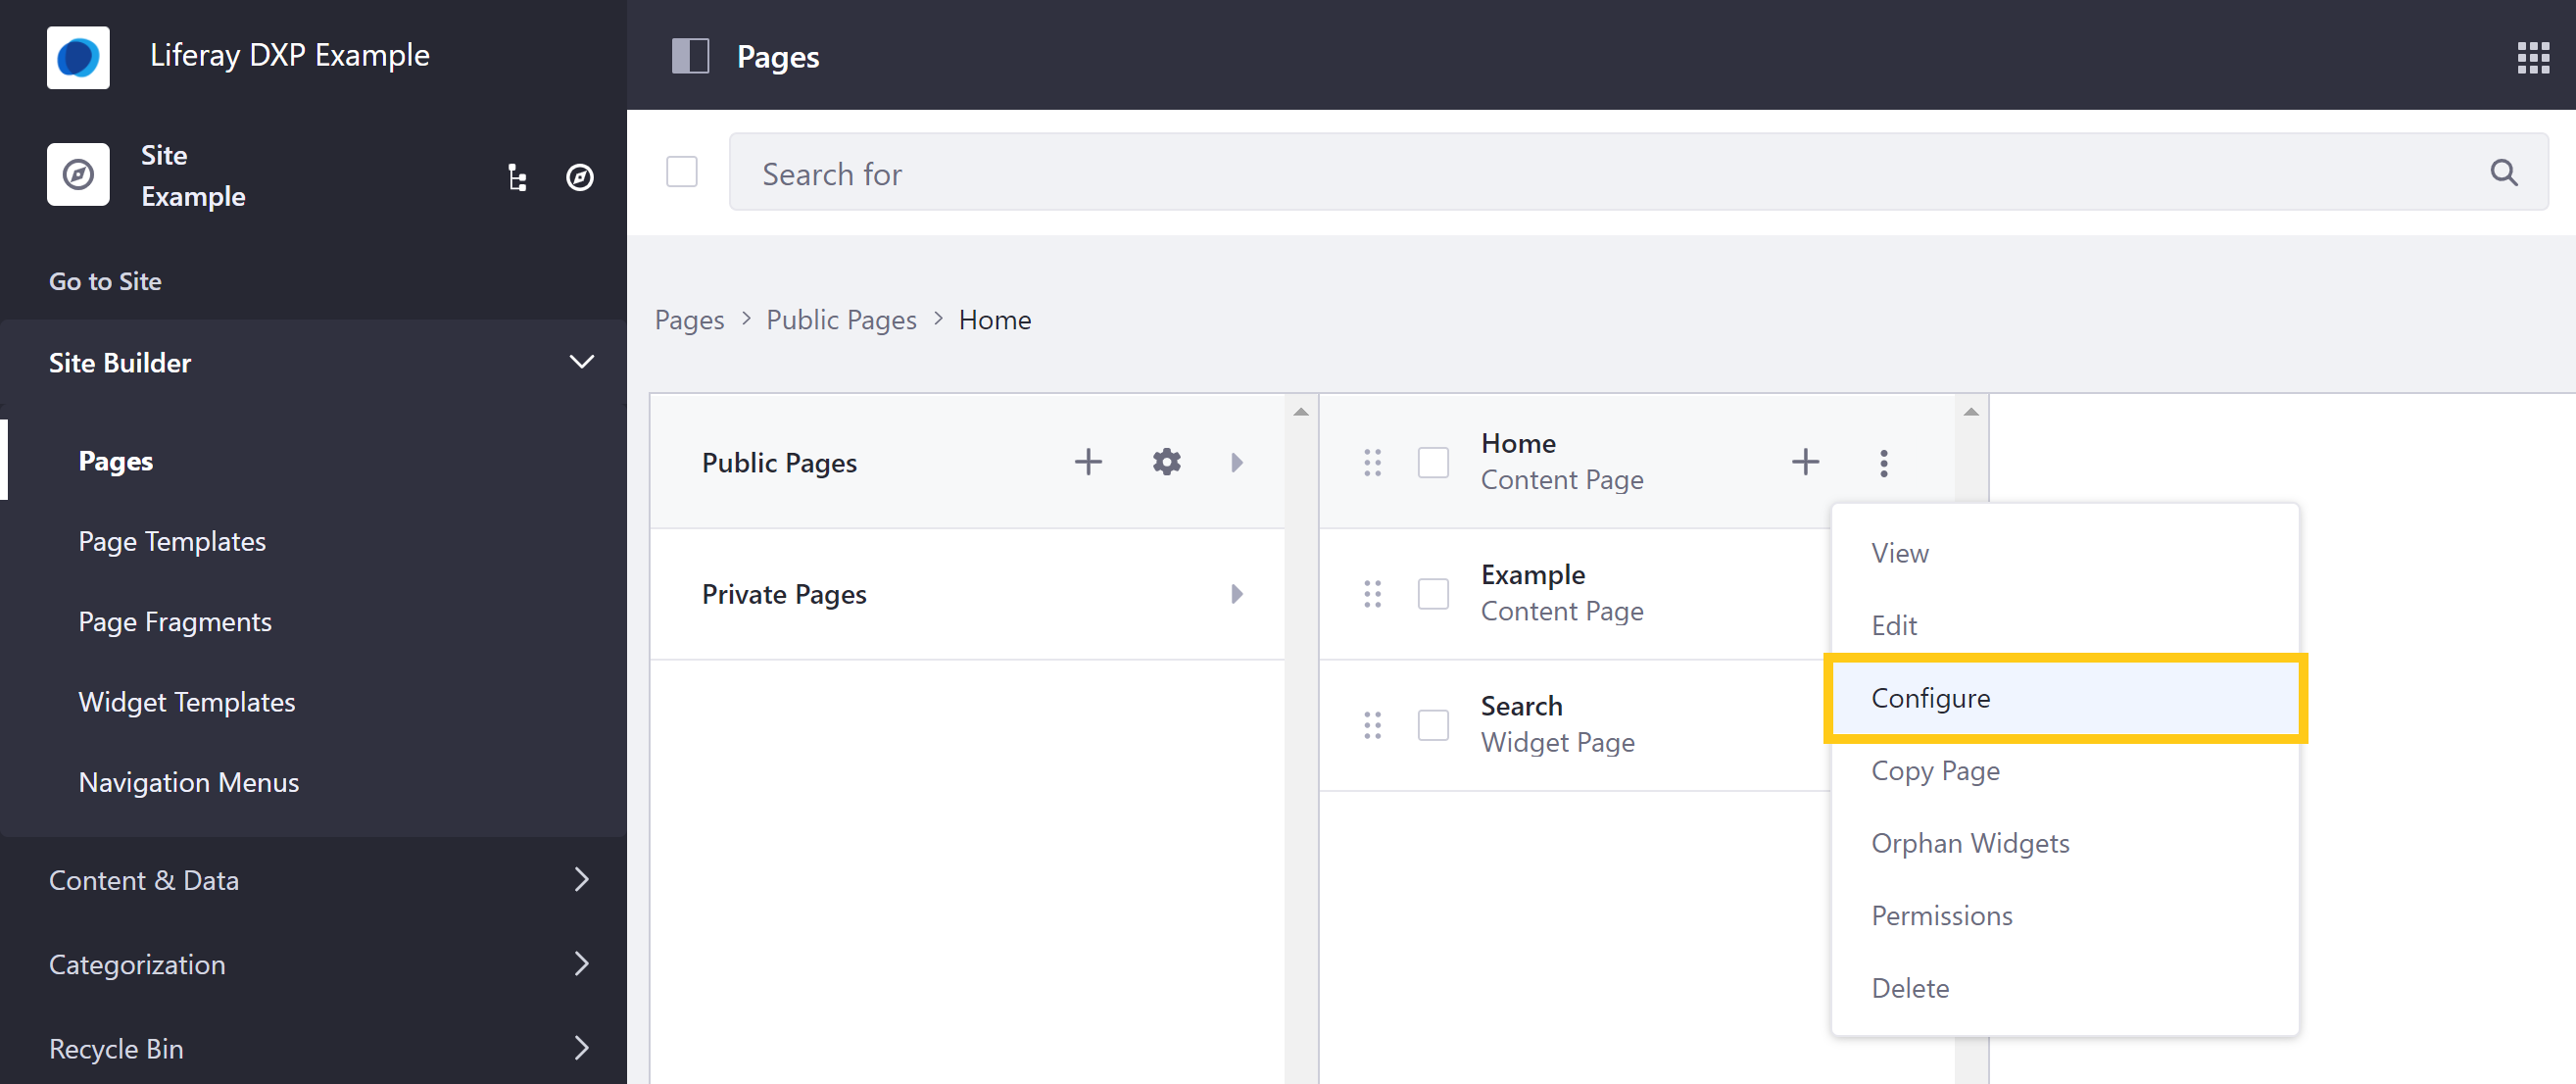 Liferay DXP Example
Site
Example
Go to Site
Site Builder
Pages
Page Templates
Page Fragments
Widget Templates
Navigation Menus
Content & Data
Categorization
Recycle Bin
Pages
Search for
Pages > Public Pages > Home
Public Pages
Private Pages
Home
Content Page
Example
Content Page
Search
Widget Page
View
Edit
Configure
Copy Page
Orphan Widgets
Permissions
Delete